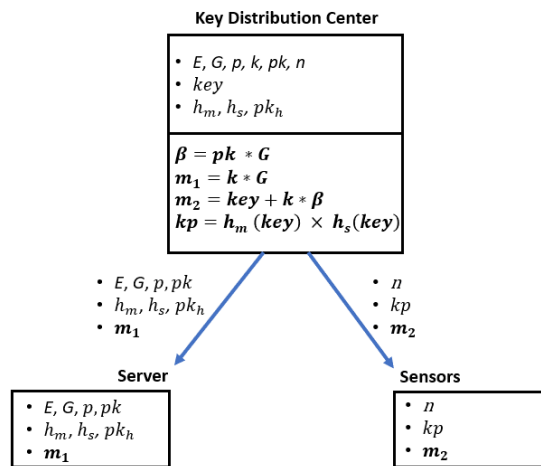 Key Distribution Center
• E, G, p, k, pk, n
• key
• hₘ, hₛ, pkₕ
β = pk ∗ G
m₁ = k ∗ G
m₂ = key + k ∗ β
kp = hₘ (key) × hₛ(key)
• E, G, p, pk
• hₘ, hₛ, pkₕ
• m₁
• n
• kp
• m₂
Server
• E, G, p, pk
• hₘ, hₛ, pkₕ
• m₁
Sensors
• n
• kp
• m₂